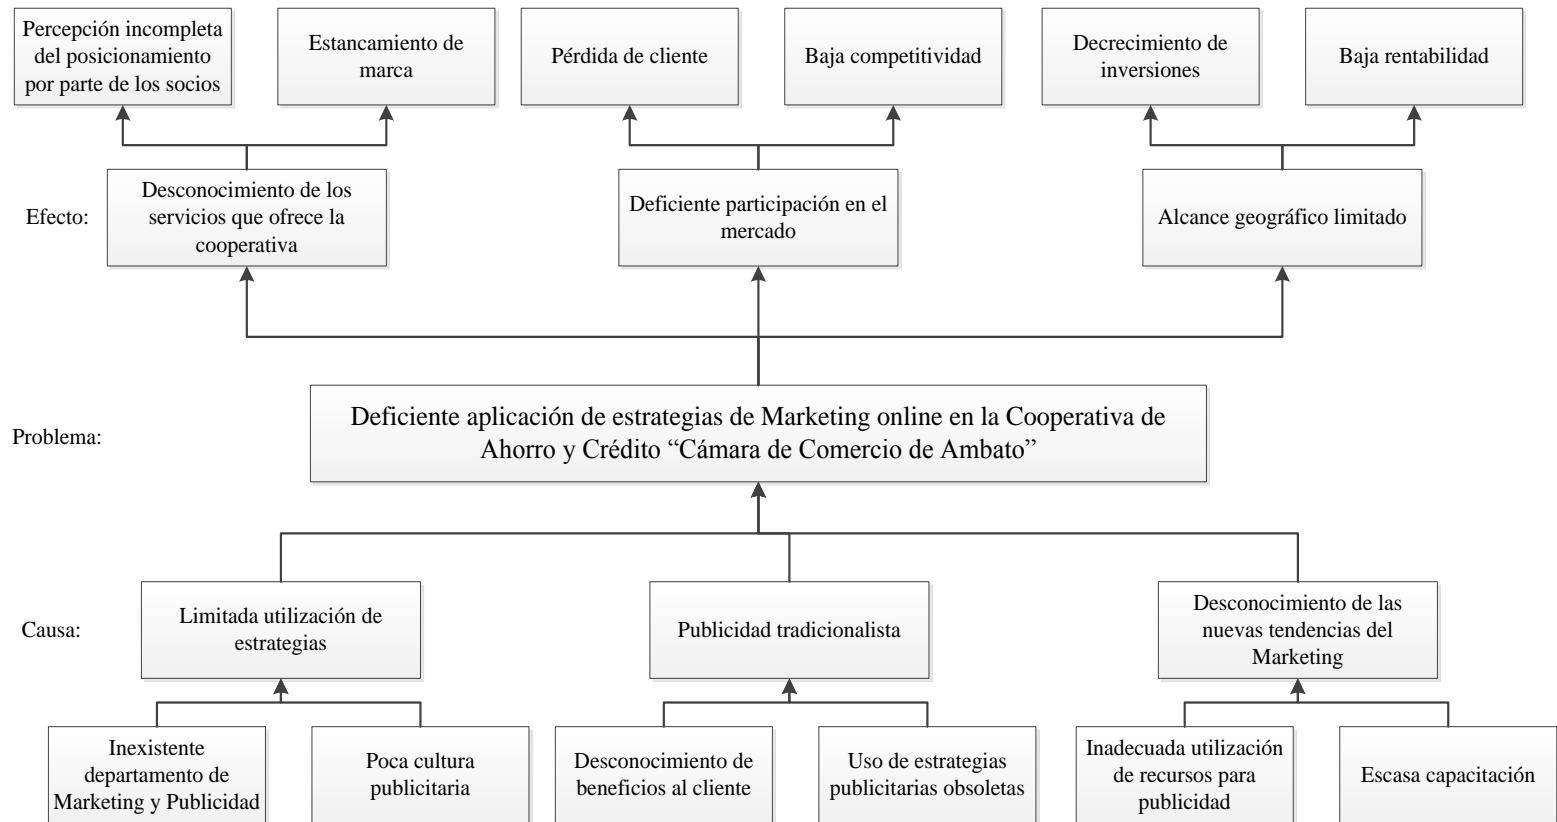 Percepción incompleta
del posicionamiento
por parte de los socios
Estancamiento de
marca
Pérdida de cliente
Baja competitividad
Decrecimiento de
inversiones
Baja rentabilidad
Efecto:
Desconocimiento de los
servicios que ofrece la
cooperativa
Deficiente participación en el
mercado
Alcance geográfico limitado
Problema:
Deficiente aplicación de estrategias de Marketing online en la Cooperativa de
Ahorro y Crédito “Cámara de Comercio de Ambato”
Causa:
Limitada utilización de
estrategias
Publicidad tradicionalista
Desconocimiento de las
nuevas tendencias del
Marketing
Inexistente
departamento de
Marketing y Publicidad
Poca cultura
publicitaria
Desconocimiento de
beneficios al cliente
Uso de estrategias
publicitarias obsoletas
Inadecuada utilización
de recursos para
publicidad
Escasa capacitación